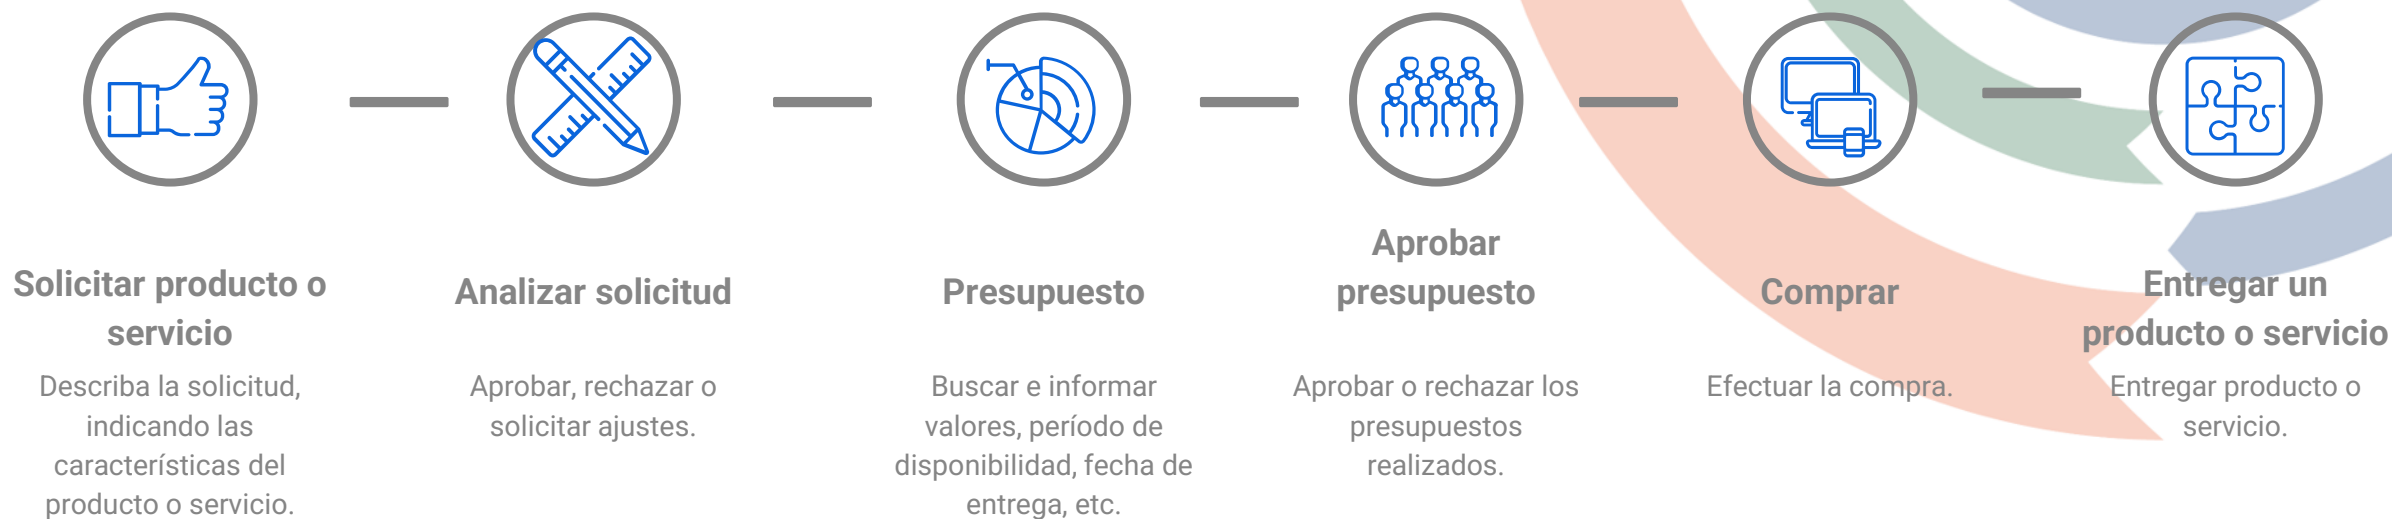 Solicitar producto o
servicio
Describa la solicitud,
indicando las
características del
producto o servicio.
Analizar solicitud
Aprobar, rechazar o
solicitar ajustes.
Presupuesto
Buscar e informar
valores, período de
disponibilidad, fecha de
entrega, etc.
Aprobar
presupuesto
Aprobar o rechazar los
presupuestos
realizados.
Comprar
Efectuar la compra.
Entregar un
producto o servicio
Entregar producto o
servicio.